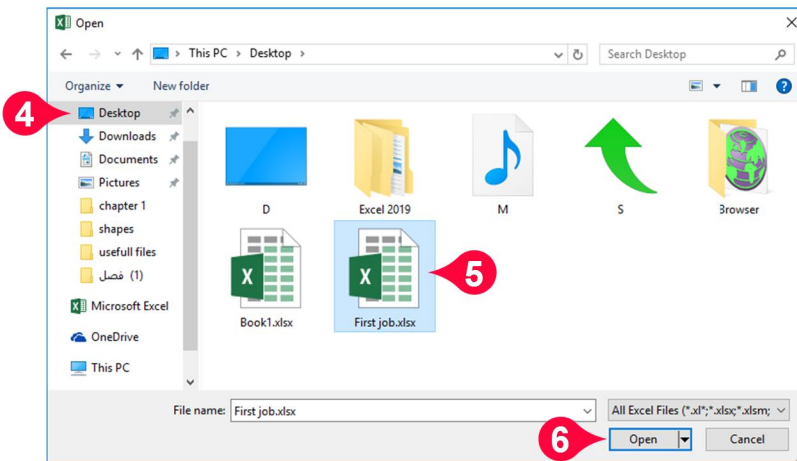 Open
This PC > Desktop >
Search Desktop
Organize
New folder
4
Desktop
Downloads
Documents
Pictures
chapter 1
shapes
usefull files
فصل (1)
Microsoft Excel
OneDrive
This PC
D
Excel 2019
M
S
Browser
X
Book1.xlsx
X
First job.xlsx
5
File name:
First job.xlsx
All Excel Files (*.xl*;*.xlsx;*.xlsm;
6
Open
Cancel